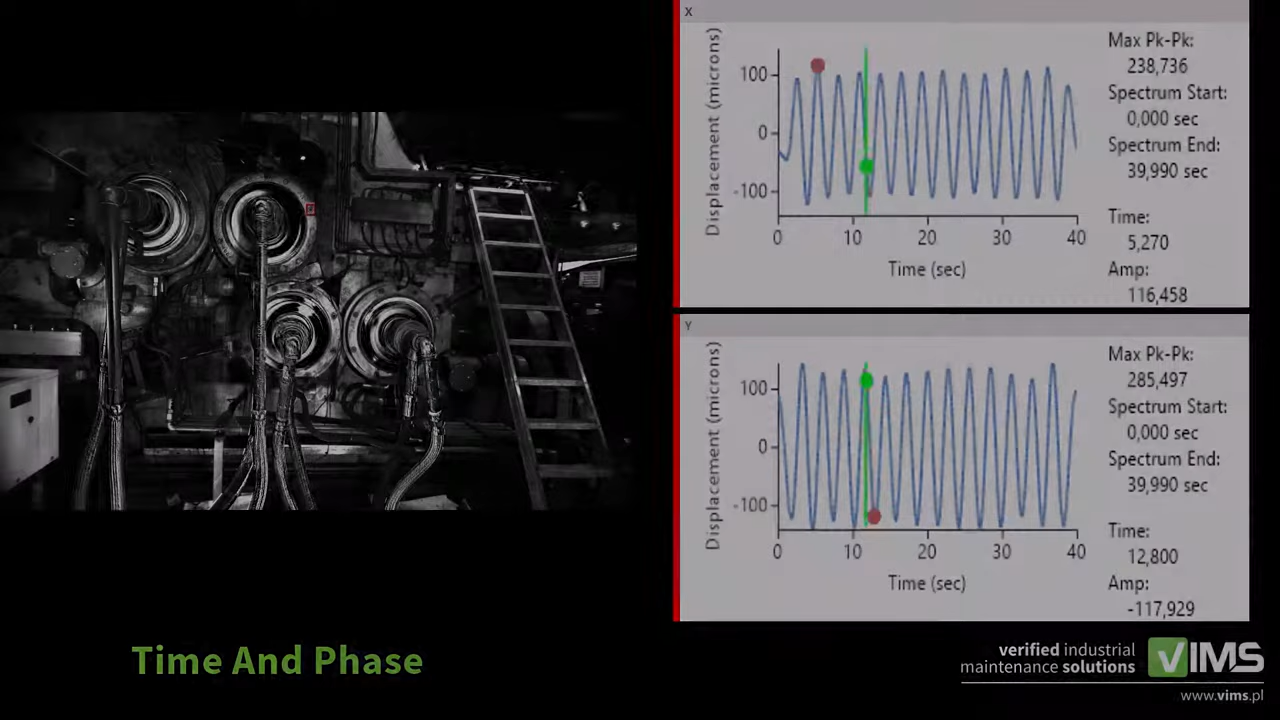 X
Displacement (microns)
100
0
-100
0 10 20 30 40
Time (sec)
Max Pk-Pk:
238,736
Spectrum Start:
0,000 sec
Spectrum End:
39,990 sec
Time:
5,270
Amp:
116,458
Y
Displacement (microns)
100
0
-100
0 10 20 30 40
Time (sec)
Max Pk-Pk:
285,497
Spectrum Start:
0,000 sec
Spectrum End:
39,990 sec
Time:
12,800
Amp:
-117,929
Time And Phase
verified industrial
maintenance solutions
VIMS
www.vims.pl